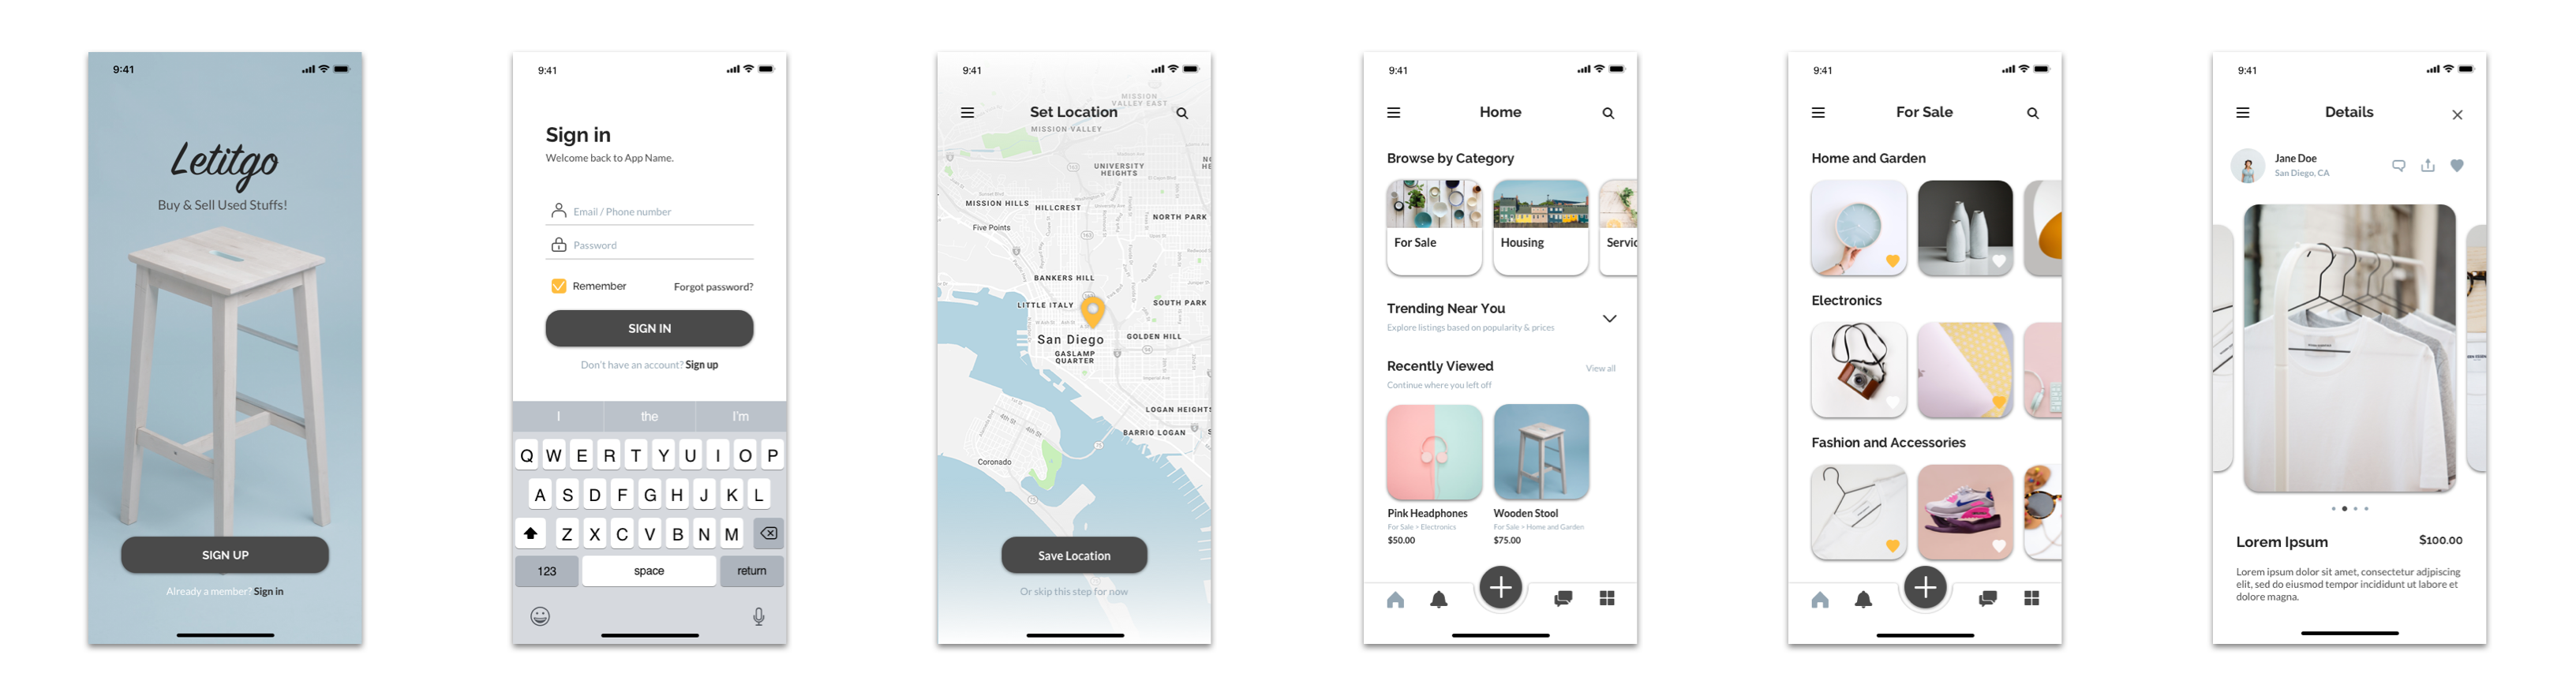 9:41
Letitgo
Buy & Sell Used Stuffs!
SIGN UP
Already a member? Sign in
9:41
Sign in
Welcome back to App Name.
Email / Phone number
Password
Remember
Forgot password?
SIGN IN
Don't have an account? Sign up
I
the
I'm
Q W E R T Y U I O P
A S D F G H J K L
Z X C V B N M
123
space
return
9:41
Set Location
MISSION
VALLEY EAST
MISSION VALLEY
UNIVERSITY
HEIGHTS
MISSION HILLS
HILLCREST
NORTH PARK
Five Points
BANKERS HILL
LITTLE ITALY
SOUTH PARK
San Diego
GOLDEN HILL
GASLAMP
QUARTER
LOGAN HEIGHTS
BARRIO LOGAN
4th St
4th St
Coronado
Save Location
Or skip this step for now
9:41
Home
Browse by Category
For Sale
Housing
Servic
Trending Near You
Explore listings based on popularity & prices
Recently Viewed
View all
Continue where you left off
Pink Headphones
For Sale > Electronics
$50.00
Wooden Stool
For Sale > Home and Garden
$75.00
9:41
For Sale
Home and Garden
Electronics
Fashion and Accessories
9:41
Details
Jane Doe
San Diego, CA
Lorem Ipsum
$100.00
Lorem ipsum dolor sit amet, consectetur adipiscing
elit, sed do eiusmod tempor incididunt ut labore et
dolore magna.